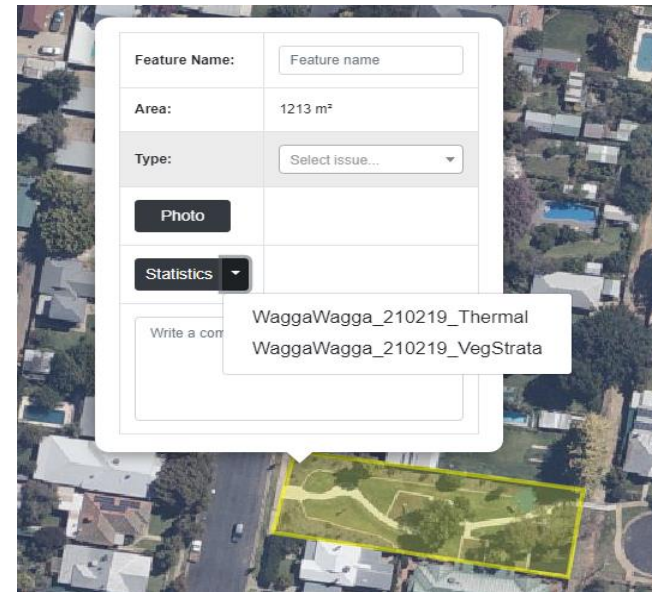 Feature Name:
Feature name
Area:
1213 m²
Type:
Select issue...
Photo
Statistics
WaggaWagga_210219_Thermal
WaggaWagga_210219_VegStrata
Write a com